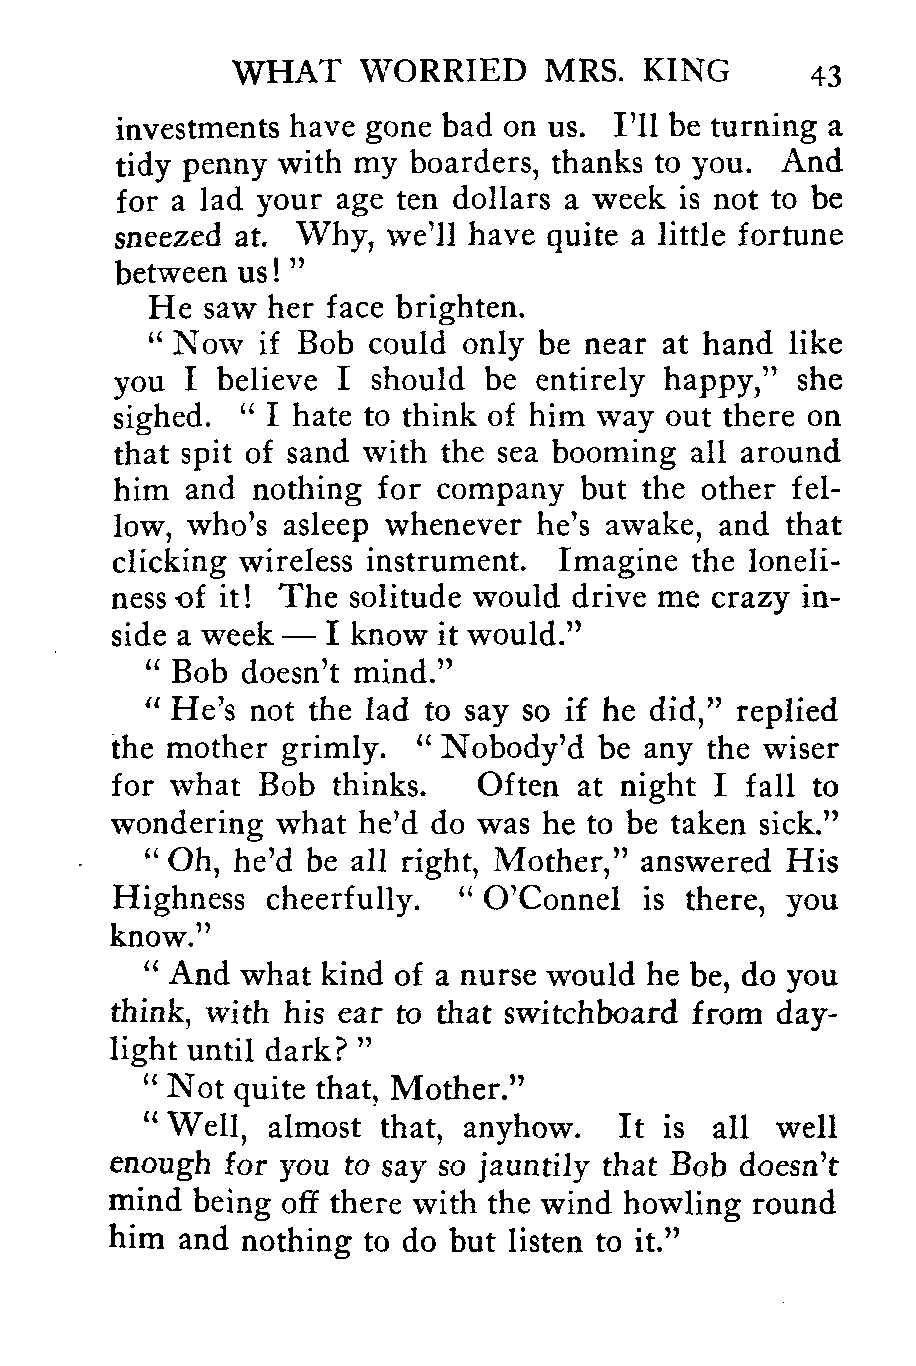 WHAT WORRIED MRS. KING 43
investments have gone bad on us. I'll be turning a
tidy penny with my boarders, thanks to you. And
for a lad your age ten dollars a week is not to be
sneezed at. Why, we'll have quite a little fortune
between us! ”
He saw her face brighten.
“ Now if Bob could only be near at hand like
you I believe I should be entirely happy,” she
sighed. “ I hate to think of him way out there on
that spit of sand with the sea booming all around
him and nothing for company but the other fel-
low, who's asleep whenever he's awake, and that
clicking wireless instrument. Imagine the loneli-
ness of it! The solitude would drive me crazy in-
side a week — I know it would.”
“ Bob doesn't mind.”
“ He's not the lad to say so if he did,” replied
the mother grimly. “ Nobody'd be any the wiser
for what Bob thinks. Often at night I fall to
wondering what he'd do was he to be taken sick.”
“ Oh, he'd be all right, Mother,” answered His
Highness cheerfully. “ O'Connel is there, you
know.”
“ And what kind of a nurse would he be, do you
think, with his ear to that switchboard from day-
light until dark? ”
“ Not quite that, Mother.”
“ Well, almost that, anyhow. It is all well
enough for you to say so jauntily that Bob doesn't
mind being off there with the wind howling round
him and nothing to do but listen to it.”